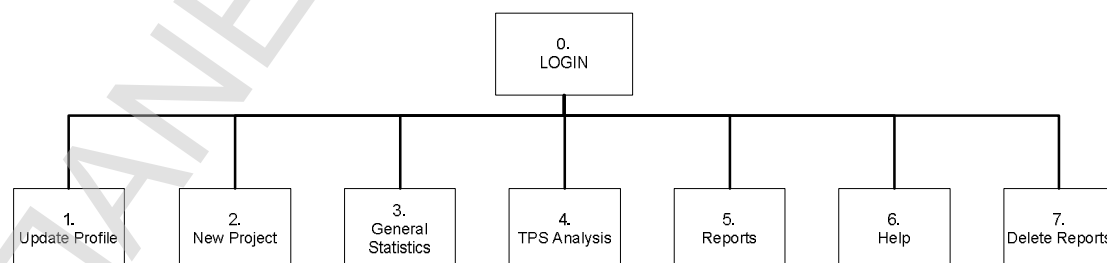 0.
LOGIN
1.
Update Profile
2.
New Project
3.
General
Statistics
4.
TPS Analysis
5.
Reports
6.
Help
7.
Delete Reports